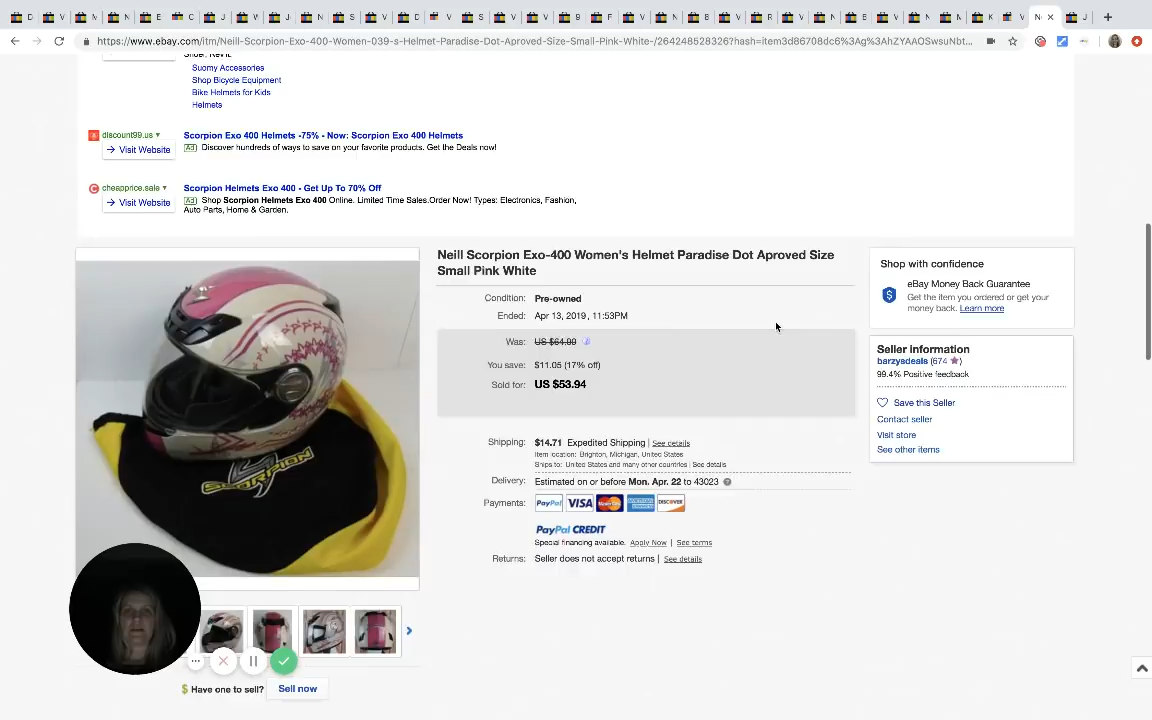 https://www.ebay.com/itm/Neill-Scorpion-Exo-400-Women-039-s-Helmet-Paradise-Dot-Aproved-Size-Small-Pink-White-/264248528326?hash=item3d86708dc6%3Ag%3AhZYAAOSwsuNbt...
Suomy Accessories
Shop Bicycle Equipment
Bike Helmets for Kids
Helmets
discount99.us
Scorpion Exo 400 Helmets -75% - Now: Scorpion Exo 400 Helmets
Visit Website
Ad Discover hundreds of ways to save on your favorite products. Get the Deals now!
cheapprice.sale
Scorpion Helmets Exo 400 - Get Up To 70% Off
Visit Website
Ad Shop Scorpion Helmets Exo 400 Online. Limited Time Sales.Order Now! Types: Electronics, Fashion,
Auto Parts, Home & Garden.
Neill Scorpion Exo-400 Women's Helmet Paradise Dot Aproved Size
Small Pink White
Condition: Pre-owned
Ended: Apr 13, 2019 , 11:53PM
Was: US $64.99
You save: $11.05 (17% off)
Sold for: US $53.94
Shipping: $14.71 Expedited Shipping | See details
Item location: Brighton, Michigan, United States
Ships to: United States and many other countries | See details
Delivery: Estimated on or before Mon. Apr. 22 to 43023
Payments: PayPal VISA MasterCard AMERICAN EXPRESS DISCOVER
PayPal CREDIT
Special financing available. Apply Now | See terms
Returns: Seller does not accept returns | See details
Shop with confidence
eBay Money Back Guarantee
Get the item you ordered or get your
money back. Learn more
Seller information
barzysdeals (674)
99.4% Positive feedback
Save this Seller
Contact seller
Visit store
See other items
SCORPION
Have one to sell? Sell now